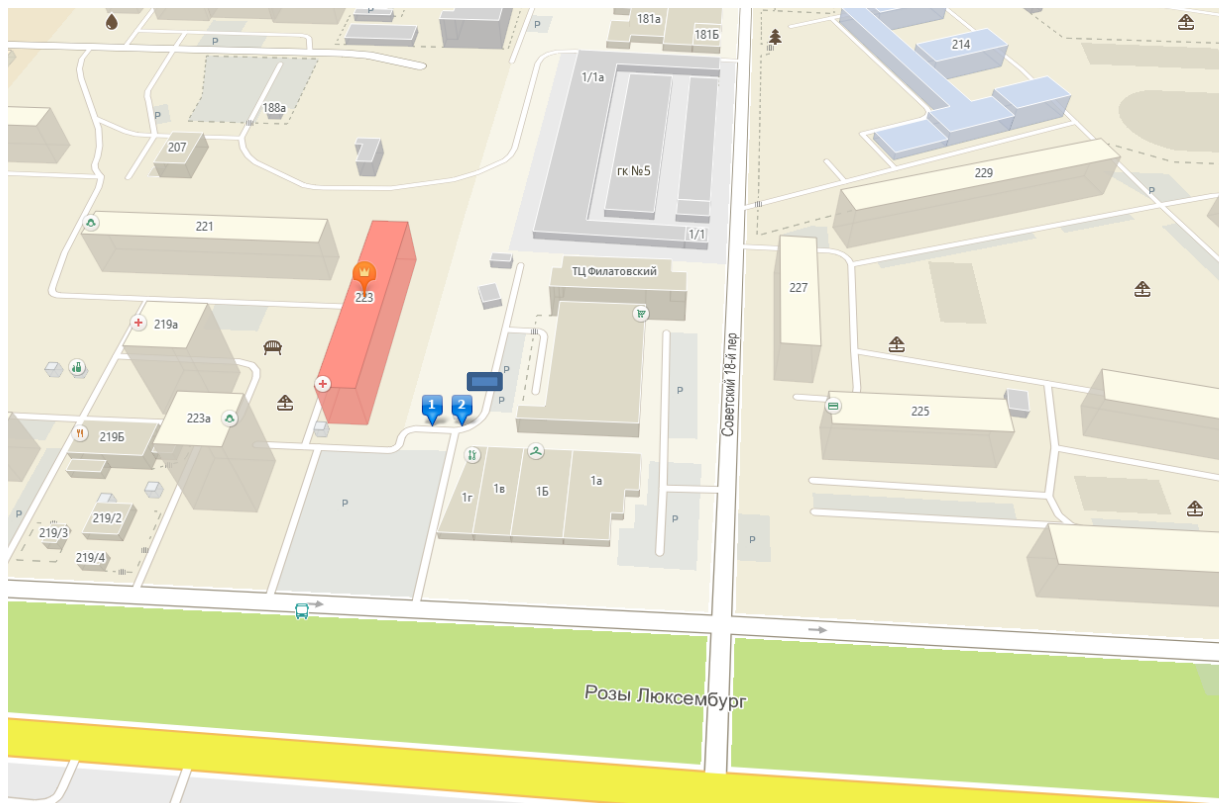 181а
P
181Б
214
P
1/1а
188а
P
207
гк №5
229
P
221
1/1
ТЦ Филатовский
227
223
219а
Советский 18-й пер
P
P
P
1
2
225
223а
219Б
1г
1в
1Б
1а
P
P
219/2
P
P
219/3
219/4
Розы Люксембург